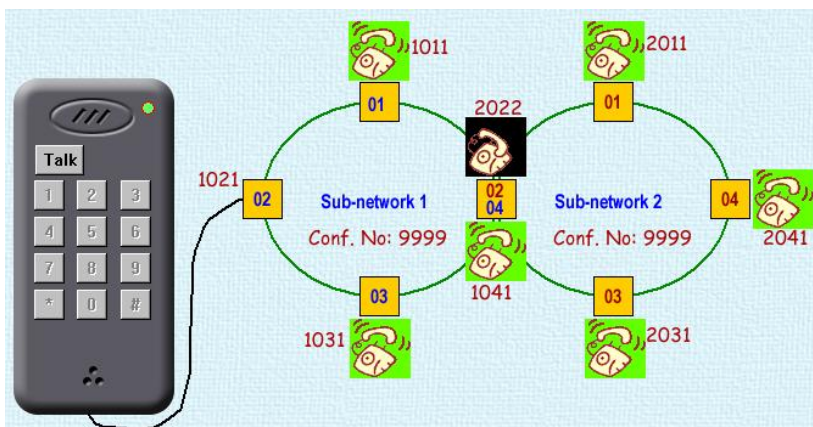 1011
2011
01
01
2022
Talk
1 2 3
4 5 6
7 8 9
* 0 #
1021
02
Sub-network 1
02
04
Sub-network 2
04
Conf. No: 9999
Conf. No: 9999
2041
03
1041
03
1031
2031